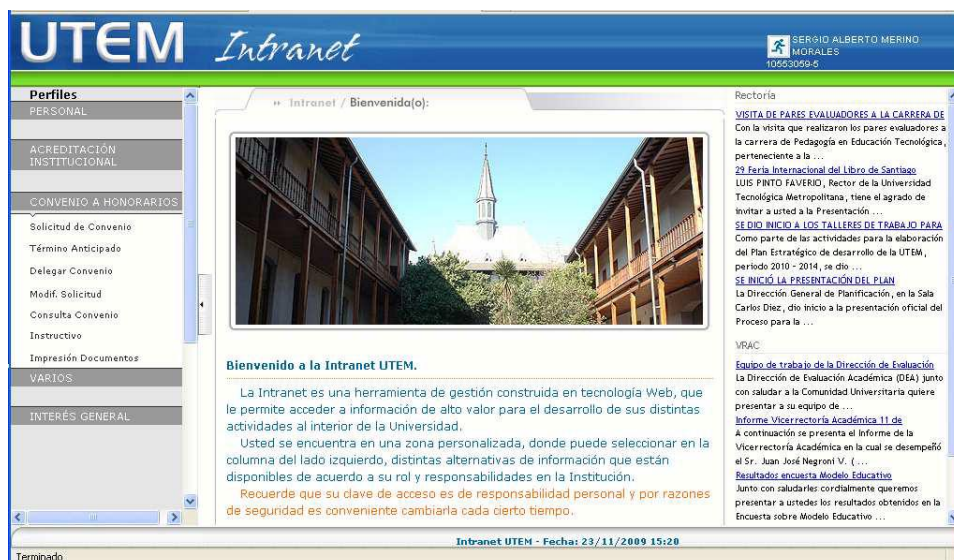 UTEM Intranet
SERGIO ALBERTO MERINO
MORALES
10553059-5
Perfiles
PERSONAL
ACREDITACIÓN
INSTITUCIONAL
CONVENIO A HONORARIOS
Solicitud de Convenio
Término Anticipado
Delegar Convenio
Modif. Solicitud
Consulta Convenio
Instructivo
Impresión Documentos
VARIOS
INTERÉS GENERAL
Intranet / Bienvenida(o):
Bienvenido a la Intranet UTEM.
La Intranet es una herramienta de gestión construida en tecnología Web, que
le permite acceder a información de alto valor para el desarrollo de sus distintas
actividades al interior de la Universidad.
Usted se encuentra en una zona personalizada, donde puede seleccionar en la
columna del lado izquierdo, distintas alternativas de información que están
disponibles de acuerdo a su rol y responsabilidades en la Institución.
Recuerde que su clave de acceso es de responsabilidad personal y por razones
de seguridad es conveniente cambiarla cada cierto tiempo.
Rectoría
VISITA DE PARES EVALUADORES A LA CARRERA DE
Con la visita que realizaron los pares evaluadores a
la carrera de Pedagogía en Educación Tecnológica,
perteneciente a la ...
29 Feria Internacional del Libro de Santiago
LUIS PINTO FAVERIO, Rector de la Universidad
Tecnológica Metropolitana, tiene el agrado de
invitar a usted a la Presentación ...
SE DIO INICIO A LOS TALLERES DE TRABAJO PARA
Como parte de las actividades para la elaboración
del Plan Estratégico de desarrollo de la UTEM,
periodo 2010 - 2014, se dio ...
SE INICIÓ LA PRESENTACIÓN DEL PLAN
La Dirección General de Planificación, en la Sala
Carlos Diez, dio inicio a la presentación oficial del
Proceso para la ...
VRAC
Equipo de trabajo de la Dirección de Evaluación
La Dirección de Evaluación Académica (DEA) junto
con saludar a la Comunidad Universitaria quiere
presentar a su equipo de ...
Informe Vicerrectoría Académica 11 de
A continuación se presenta el Informe de la
Vicerrectoría Académica en la cual se desempeñó
el Sr. Juan José Negroni V. ( ...
Resultados encuesta Modelo Educativo
Junto con saludarles cordialmente queremos
presentar a ustedes los resultados obtenidos en la
Encuesta sobre Modelo Educativo ...
Intranet UTEM - Fecha: 23/11/2009 15:20
Terminado